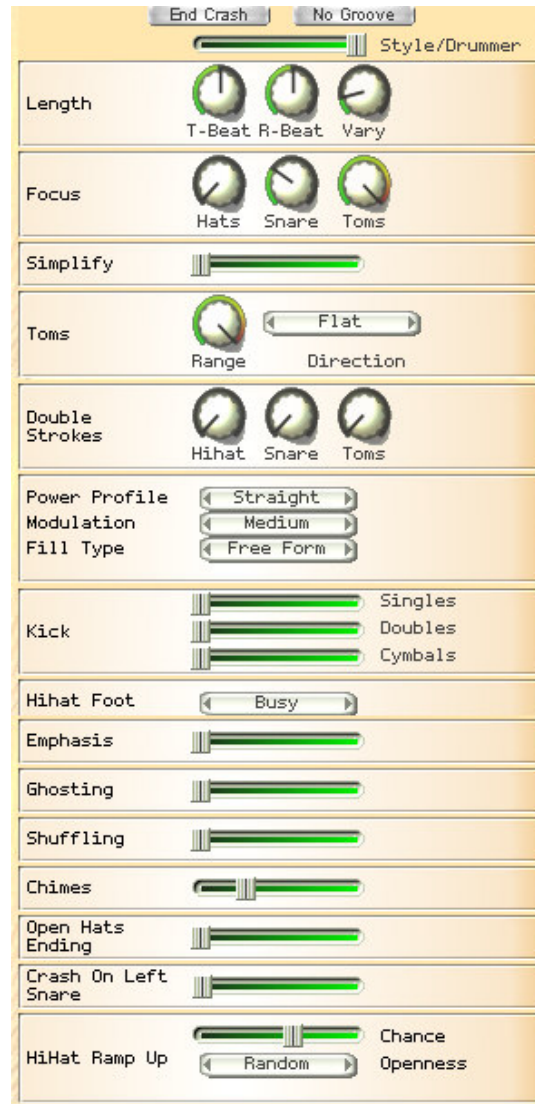 End Crash No Groove
Style/Drummer
Length
T-Beat R-Beat Vary
Focus
Hats Snare Toms
Simplify
Toms
Flat
Range Direction
Double
Strokes
Hihat Snare Toms
Power Profile Straight
Modulation Medium
Fill Type Free Form
Kick
Singles
Doubles
Cymbals
Hihat Foot Busy
Emphasis
Ghosting
Shuffling
Chimes
Open Hats
Ending
Crash On Left
Snare
HiHat Ramp Up
Chance
Random Openness